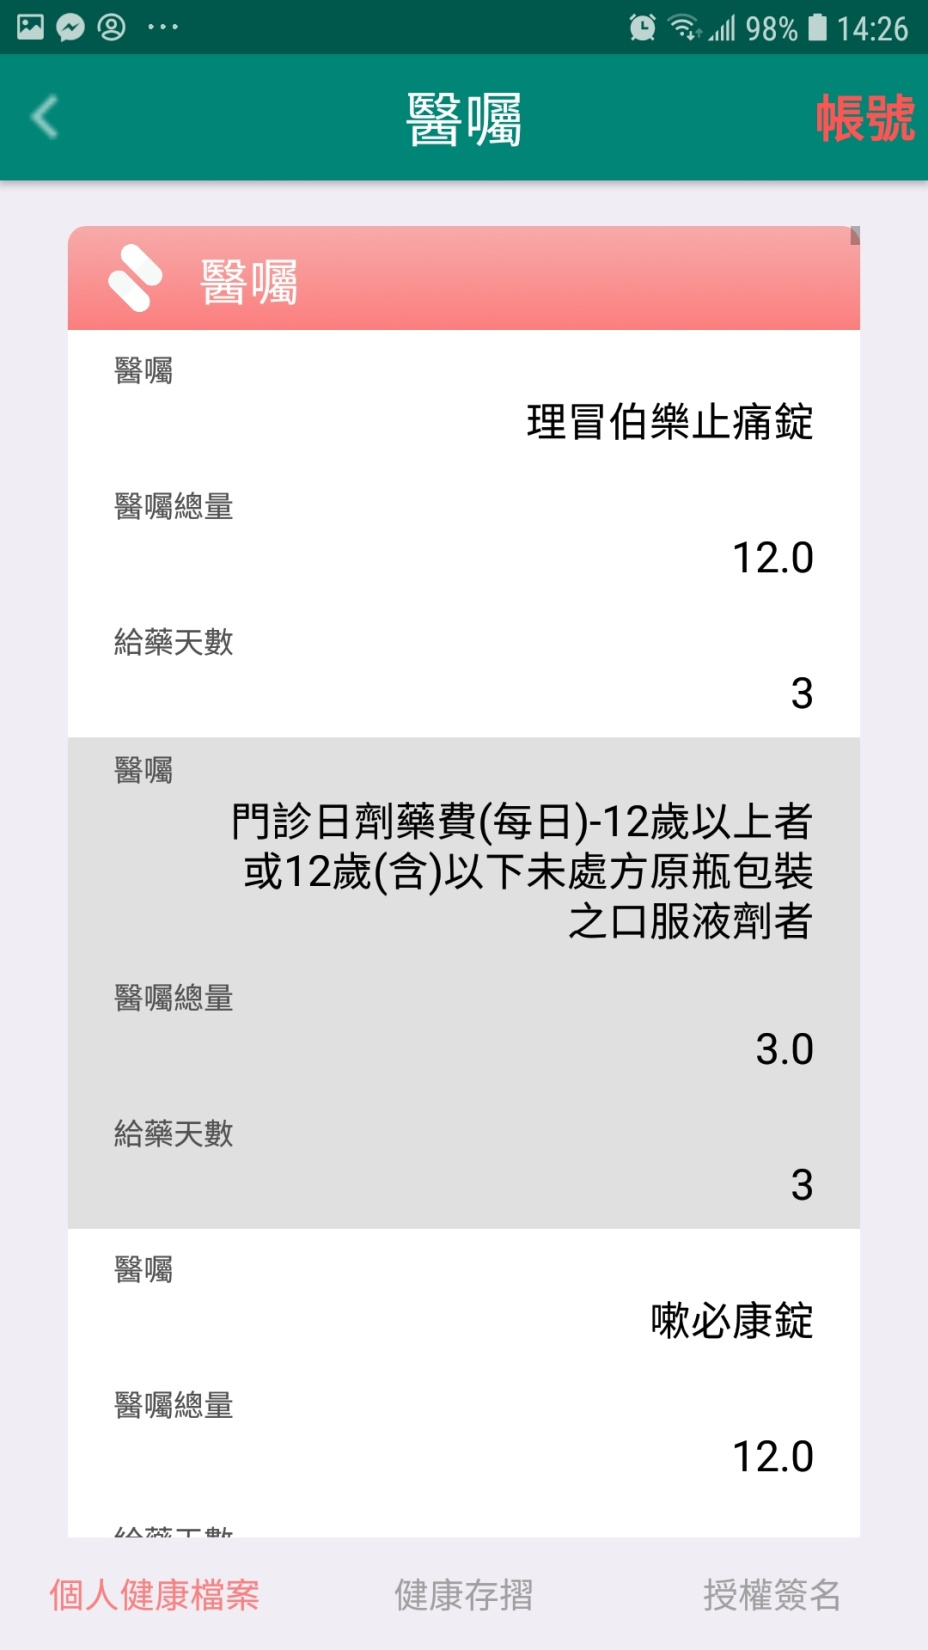 98% 14:26
醫囑 帳號
醫囑
醫囑
理冒伯樂止痛錠
醫囑總量
12.0
給藥天數
3
醫囑
門診日劑藥費(每日)-12歲以上者
或12歲(含)以下未處方原瓶包裝
之口服液劑者
醫囑總量
3.0
給藥天數
3
醫囑
嗽必康錠
醫囑總量
12.0
給藥天數
個人健康檔案 健康存摺 授權簽名